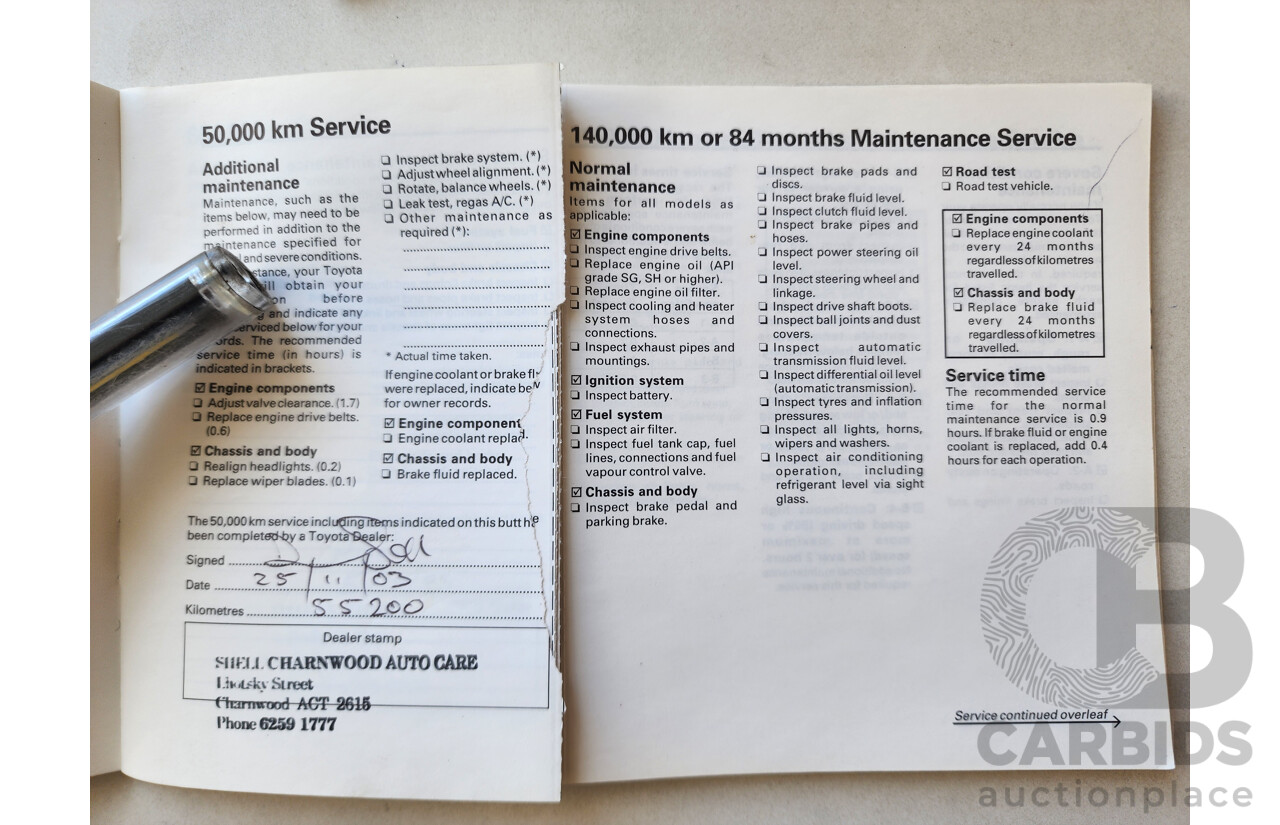 50,000 km Service
Additional
maintenance
Maintenance, such as the
items below, may need to be
performed in addition to the
maintenance specified for
and severe conditions.
stance, your Toyota
ill obtain your
on before
g and indicate any
erviced below for your
ords. The recommended
service time (in hours) is
indicated in brackets.
☑ Engine components
❏ Adjust valve clearance. (1.7)
❏ Replace engine drive belts.
(0.6)
☑ Chassis and body
❏ Realign headlights. (0.2)
❏ Replace wiper blades. (0.1)
❏ Inspect brake system. (*)
❏ Adjust wheel alignment. (*)
❏ Rotate, balance wheels. (*)
❏ Leak test, regas A/C. (*)
❏ Other maintenance as
required (*):
* Actual time taken.
If engine coolant or brake fl
were replaced, indicate be
for owner records.
☑ Engine component
❏ Engine coolant replac
☑ Chassis and body
❏ Brake fluid replaced.
The 50,000 km service including items indicated on this butt h
been completed by a Toyota Dealer:
Signed
Date 25/11/03
Kilometres 55200
Dealer stamp
SHELL CHARNWOOD AUTO CARE
Lhotsky Street
Charnwood ACT 2615
Phone 6259 1777
140,000 km or 84 months Maintenance Service
Normal
maintenance
Items for all models as
applicable:
☑ Engine components
❏ Inspect engine drive belts.
❏ Replace engine oil (API
grade SG, SH or higher).
❏ Replace engine oil filter.
❏ Inspect cooling and heater
system hoses and
connections.
❏ Inspect exhaust pipes and
mountings.
☑ Ignition system
❏ Inspect battery.
☑ Fuel system
❏ Inspect air filter.
❏ Inspect fuel tank cap, fuel
lines, connections and fuel
vapour control valve.
☑ Chassis and body
❏ Inspect brake pedal and
parking brake.
❏ Inspect brake pads and
discs.
❏ Inspect brake fluid level.
❏ Inspect clutch fluid level.
❏ Inspect brake pipes and
hoses.
❏ Inspect power steering oil
level.
❏ Inspect steering wheel and
linkage.
❏ Inspect drive shaft boots.
❏ Inspect ball joints and dust
covers.
❏ Inspect automatic
transmission fluid level.
❏ Inspect differential oil level
(automatic transmission).
❏ Inspect tyres and inflation
pressures.
❏ Inspect all lights, horns,
wipers and washers.
❏ Inspect air conditioning
operation, including
refrigerant level via sight
glass.
☑ Road test
❏ Road test vehicle.
☑ Engine components
❏ Replace engine coolant
every 24 months
regardless of kilometres
travelled.
☑ Chassis and body
❏ Replace brake fluid
every 24 months
regardless of kilometres
travelled.
Service time
The recommended service
time for the normal
maintenance service is 0.9
hours. If brake fluid or engine
coolant is replaced, add 0.4
hours for each operation.
Service continued overleaf
CB
CARBIDS
auctionplace